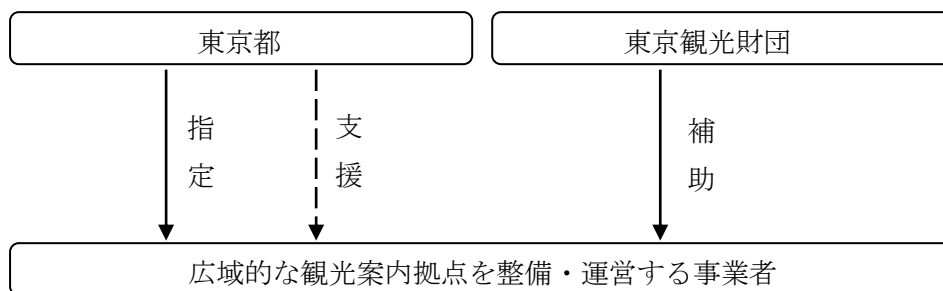 東京都
東京観光財団
指定
支援
補助
広域的な観光案内拠点を整備・運営する事業者